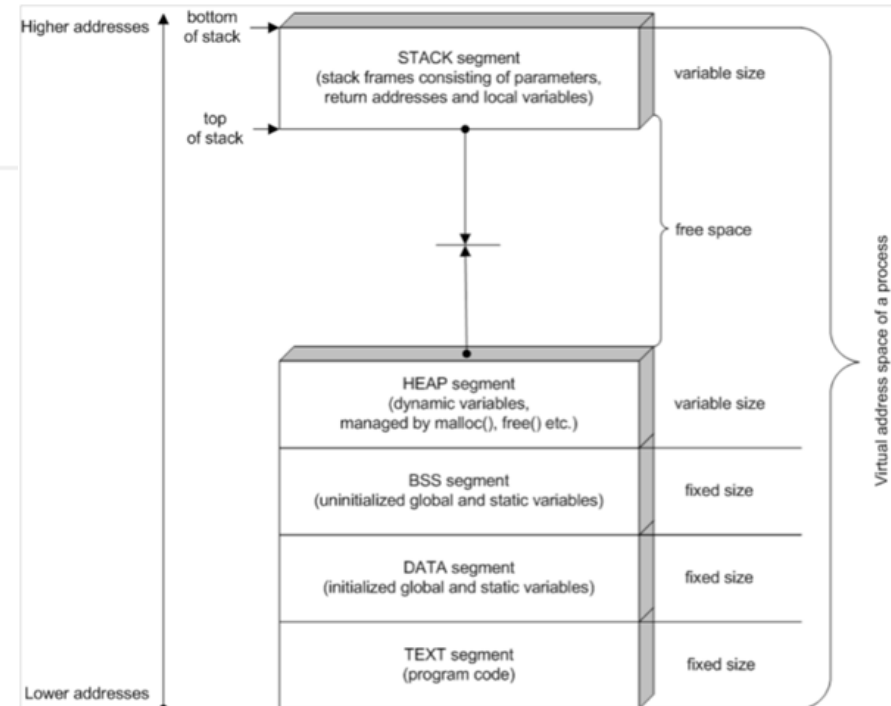 Higher addresses
bottom
of stack
STACK segment
(stack frames consisting of parameters,
return addresses and local variables)
variable size
top
of stack
free space
Virtual address space of a process
HEAP segment
(dynamic variables,
managed by malloc(), free() etc.)
variable size
BSS segment
(uninitialized global and static variables)
fixed size
DATA segment
(initialized global and static variables)
fixed size
TEXT segment
(program code)
fixed size
Lower addresses